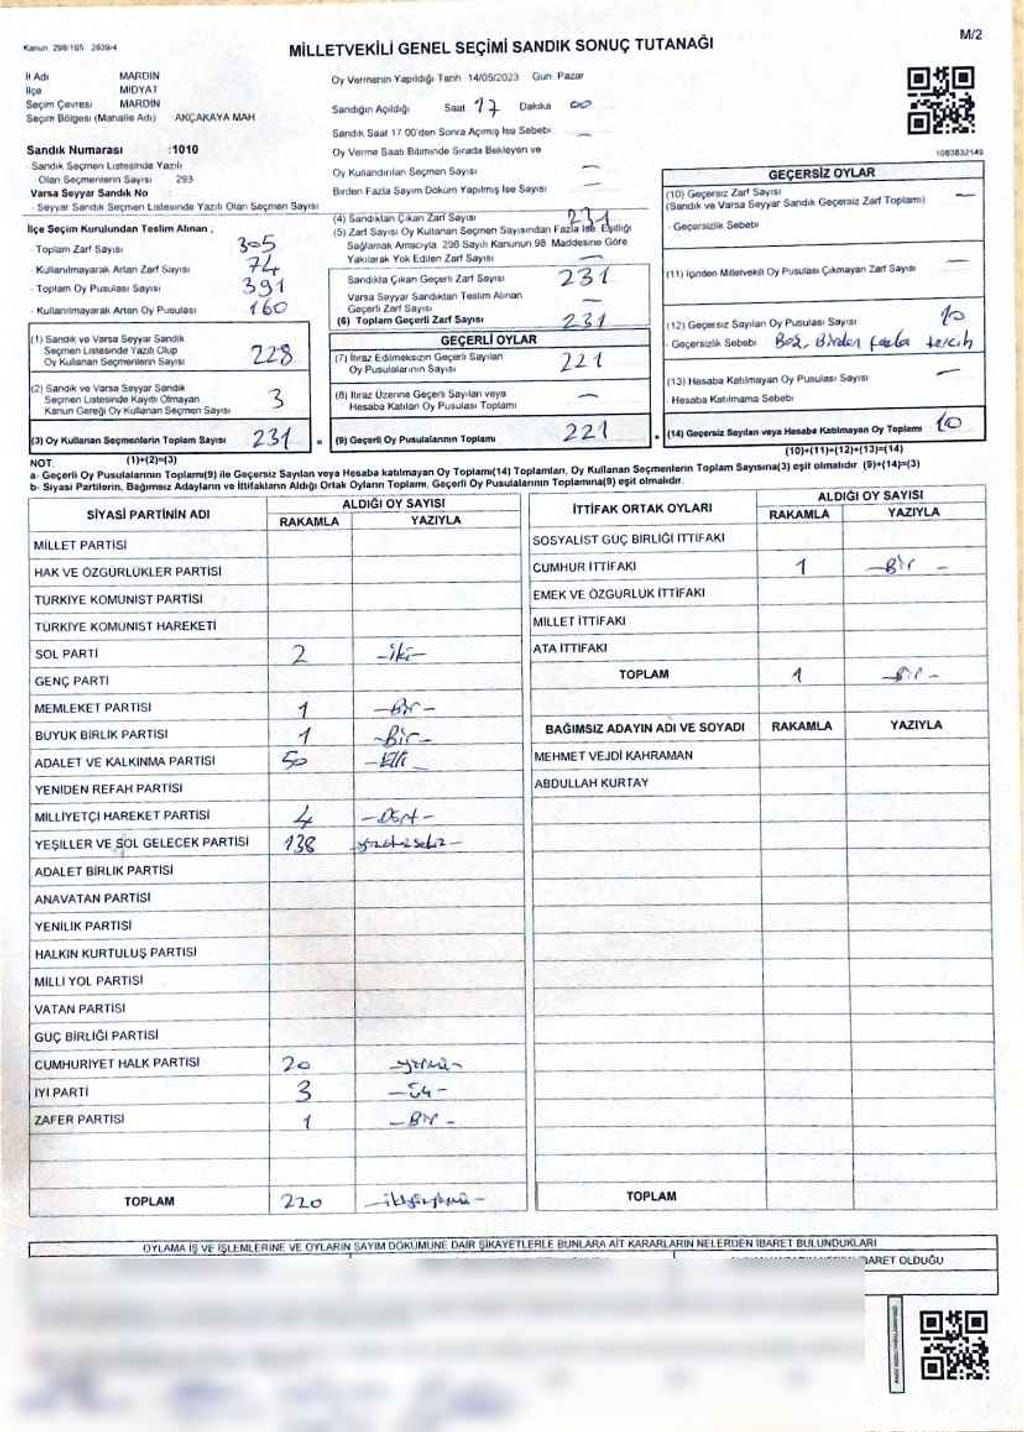 Kanun 298/105 2839/4
MİLLETVEKİLİ GENEL SEÇİMİ SANDIK SONUÇ TUTANAĞI
M/2
İl Adı MARDİN
İlçe MİDYAT
Seçim Çevresi MARDİN
Seçim Bölgesi (Mahalle Adı) AKÇAKAYA MAH
Sandık Numarası :1010
Sandık Seçmen Listesinde Yazılı
Olan Seçmenlerin Sayısı 293
Varsa Seyyar Sandık No :
Seyyar Sandık Seçmen Listesinde Yazılı Olan Seçmen Sayısı
Oy Vermenin Yapıldığı Tarih 14/05/2023 Gün Pazar
Sandığın Açıldığı Saat 17 Dakika 00
Sandık Saat 17 00'den Sonra Açımış İse Sebebi —
Oy Verme Saati Bitiminde Sırada Bekleyen ve
Oy Kullandırılan Seçmen Sayısı —
Birden Fazla Sayım Döküm Yapılmış İse Sayısı —
1083832149
İlçe Seçim Kurulundan Teslim Alınan ,
- Toplam Zarf Sayısı 305
- Kullanılmayarak Artan Zarf Sayısı 74
- Toplam Oy Pusulası Sayısı 391
- Kullanılmayarak Artan Oy Pusulası 160
(1) Sandık ve Varsa Seyyar Sandık
Seçmen Listesinde Yazılı Olup
Oy Kullanan Seçmen Sayısı 228
(2) Sandık ve Varsa Seyyar Sandık
Seçmen Listesinde Kayıtlı Olmayan
Kanun Gereği Oy Kullanan Seçmen Sayısı 3
(3) Oy Kullanan Seçmenlerin Toplam Sayısı 231
(1)+(2)=(3)
(4) Sandıktan Çıkan Zarf Sayısı 231
(5) Zarf Sayısı Oy Kullanan Seçmen Sayısından Fazla İse, Eşitliği
Sağlamak Amacıyla 298 Sayılı Kanunun 98 Maddesine Göre
Yakılarak Yok Edilen Zarf Sayısı —
Sandıkta Çıkan Geçerli Zarf Sayısı 231
Varsa Seyyar Sandıktan Teslim Alınan
Geçerli Zarf Sayısı —
(6) Toplam Geçerli Zarf Sayısı 231
GEÇERLİ OYLAR
(7) İtiraz Edilmeksizin Geçerli Sayılan
Oy Pusulalarının Sayısı 221
(8) İtiraz Üzerine Geçerli Sayılan veya
Hesaba Katılan Oy Pusulası Toplamı —
= (9) Geçerli Oy Pusulalarının Toplamı 221
GEÇERSİZ OYLAR
(10) Geçersiz Zarf Sayısı —
(Sandık ve Varsa Seyyar Sandık Geçersiz Zarf Toplamı)
- Geçersizlik Sebebi
(11) İçinden Milletvekili Oy Pusulası Çıkmayan Zarf Sayısı —
(12) Geçersiz Sayılan Oy Pusulası Sayısı 10
- Geçersizlik Sebebi Boş, Birden fazla tercih
(13) Hesaba Katılmayan Oy Pusulası Sayısı —
- Hesaba Katılmama Sebebi
+ (14) Geçersiz Sayılan veya Hesaba Katılmayan Oy Toplamı 10
(10)+(11)+(12)+(13)=(14)
NOT.
a- Geçerli Oy Pusulalarının Toplamı(9) ile Geçersiz Sayılan veya Hesaba katılmayan Oy Toplamı(14) Toplamları, Oy Kullanan Seçmenlerin Toplam Sayısına(3) eşit olmalıdır (9)+(14)=(3)
b- Siyasi Partilerin, Bağımsız Adayların ve İttifakların Aldığı Ortak Oyların Toplamı, Geçerli Oy Pusulalarının Toplamına(9) eşit olmalıdır.
SİYASİ PARTİNİN ADI ALDIĞI OY SAYISI
RAKAMLA YAZIYLA
MİLLET PARTİSİ
HAK VE ÖZGÜRLÜKLER PARTİSİ
TÜRKİYE KOMÜNİST PARTİSİ
TÜRKİYE KOMÜNİST HAREKETİ
SOL PARTİ 2 -iki-
GENÇ PARTİ
MEMLEKET PARTİSİ 1 -Bir-
BÜYÜK BİRLİK PARTİSİ 1 -Bir-
ADALET VE KALKINMA PARTİSİ 50 -Elli-
YENİDEN REFAH PARTİSİ
MİLLİYETÇİ HAREKET PARTİSİ 4 -Dört-
YEŞİLLER VE SOL GELECEK PARTİSİ 138 yüzotuzsekiz-
ADALET BİRLİK PARTİSİ
ANAVATAN PARTİSİ
YENİLİK PARTİSİ
HALKIN KURTULUŞ PARTİSİ
MİLLİ YOL PARTİSİ
VATAN PARTİSİ
GÜÇ BİRLİĞİ PARTİSİ
CUMHURİYET HALK PARTİSİ 20 -yirmi-
İYİ PARTİ 3 -üç-
ZAFER PARTİSİ 1 -Bir-
TOPLAM 220 -ikiyüzyirmi-
İTTİFAK ORTAK OYLARI ALDIĞI OY SAYISI
RAKAMLA YAZIYLA
SOSYALİST GÜÇ BİRLİĞİ İTTİFAKI
CUMHUR İTTİFAKI 1 -Bir-
EMEK VE ÖZGÜRLÜK İTTİFAKI
MİLLET İTTİFAKI
ATA İTTİFAKI
TOPLAM 1 -Bir-
BAĞIMSIZ ADAYIN ADI VE SOYADI RAKAMLA YAZIYLA
MEHMET VEJDİ KAHRAMAN
ABDULLAH KURTAY
TOPLAM
OYLAMA İŞ VE İŞLEMLERİNE VE OYLARIN SAYIM DÖKÜMÜNE DAİR ŞİKAYETLERLE BUNLARA AİT KARARLARIN NELERDEN İBARET BULUNDUKLARI
BARET OLDUĞU